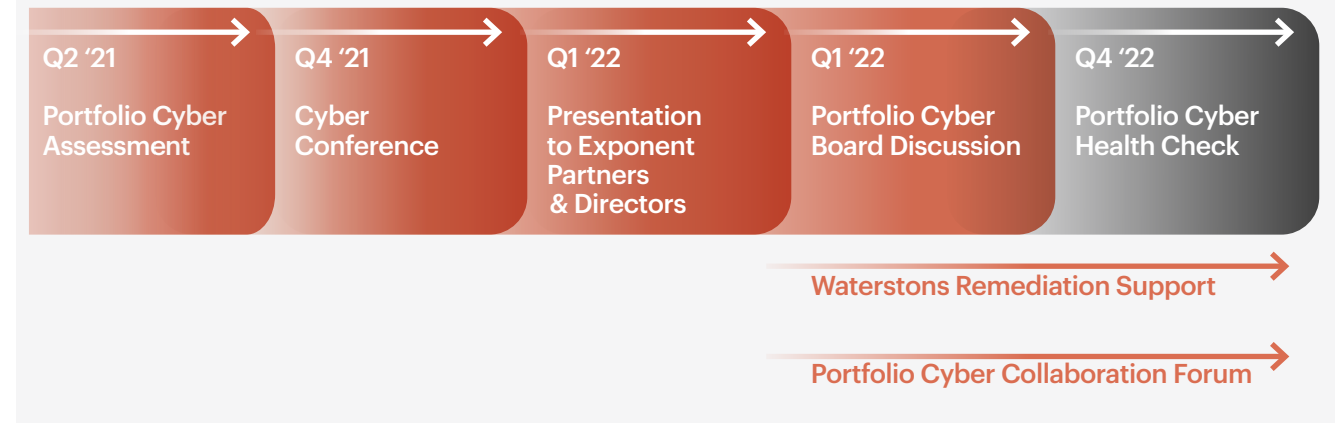 Q2 ‘21
Portfolio Cyber
Assessment
Q4 ‘21
Cyber
Conference
Q1 ‘22
Presentation
to Exponent
Partners
& Directors
Q1 ‘22
Portfolio Cyber
Board Discussion
Q4 ‘22
Portfolio Cyber
Health Check
Waterstons Remediation Support
Portfolio Cyber Collaboration Forum